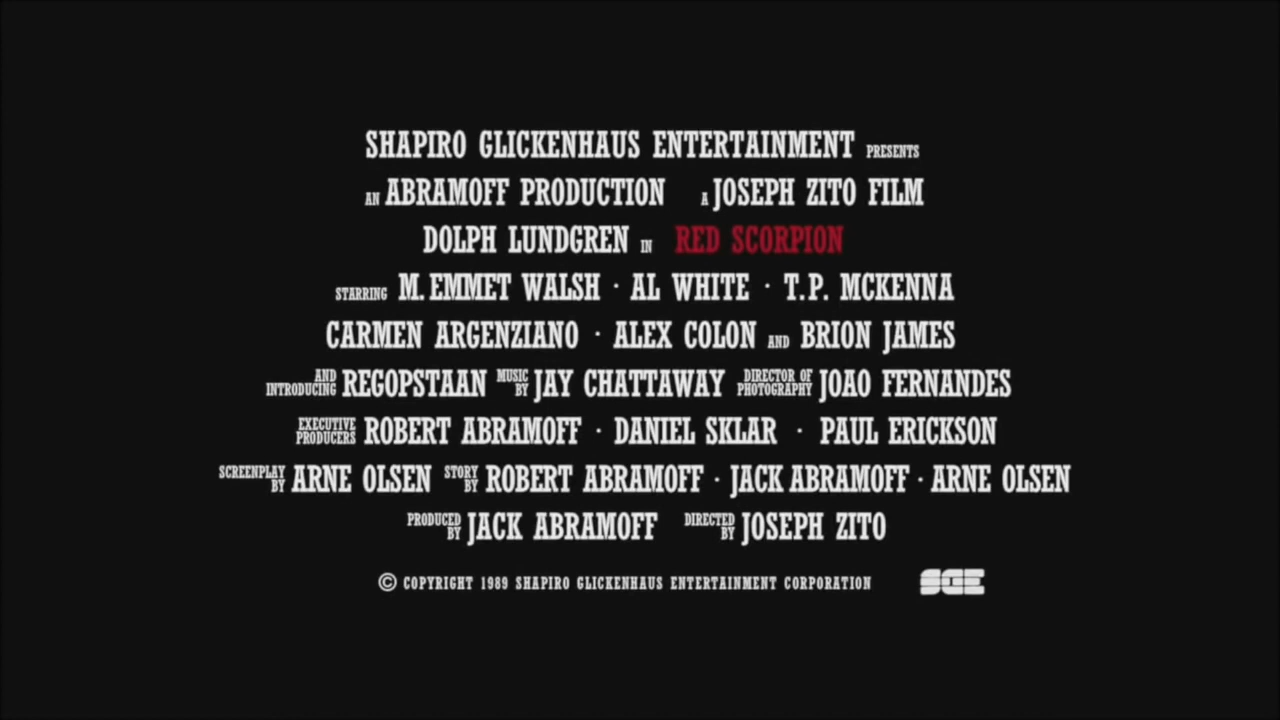 SHAPIRO GLICKENHAUS ENTERTAINMENT PRESENTS
AN ABRAMOFF PRODUCTION A JOSEPH ZITO FILM
DOLPH LUNDGREN IN RED SCORPION
STARRING M. EMMET WALSH · AL WHITE · T.P. MCKENNA
CARMEN ARGENZIANO · ALEX COLON AND BRION JAMES
AND INTRODUCING REGOPSTAAN MUSIC BY JAY CHATTAWAY DIRECTOR OF PHOTOGRAPHY JOAO FERNANDES
EXECUTIVE PRODUCERS ROBERT ABRAMOFF · DANIEL SKLAR · PAUL ERICKSON
SCREENPLAY BY ARNE OLSEN STORY BY ROBERT ABRAMOFF · JACK ABRAMOFF · ARNE OLSEN
PRODUCED BY JACK ABRAMOFF DIRECTED BY JOSEPH ZITO
© COPYRIGHT 1989 SHAPIRO GLICKENHAUS ENTERTAINMENT CORPORATION SGE